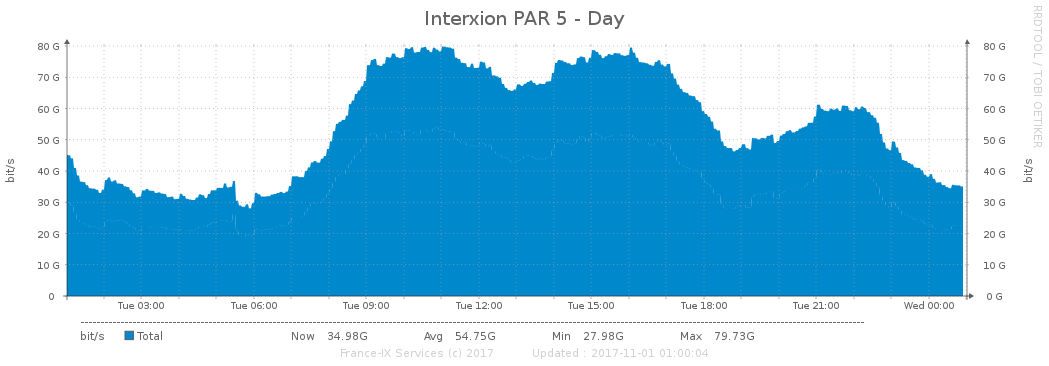 Interxion PAR 5 - Day
RRDTOOL / TOBI OETIKER
bit/s
bit/s
80 G
70 G
60 G
50 G
40 G
30 G
20 G
10 G
0
80 G
70 G
60 G
50 G
40 G
30 G
20 G
10 G
0 G
Tue 03:00 Tue 06:00 Tue 09:00 Tue 12:00 Tue 15:00 Tue 18:00 Tue 21:00 Wed 00:00
bit/s Total Now 34.98G Avg 54.75G Min 27.98G Max 79.73G
France-IX Services (c) 2017 Updated : 2017-11-01 01:00:04